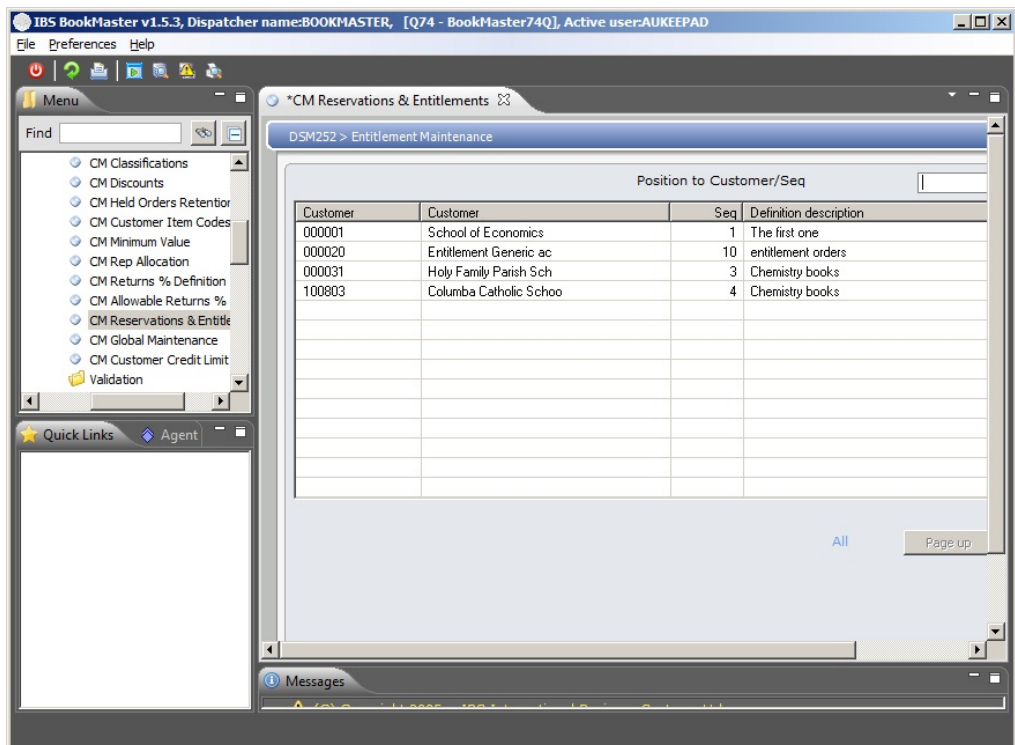 IBS BookMaster v1.5.3, Dispatcher name:BOOKMASTER, [Q74 - BookMaster74Q], Active user:AUKEEPAD
File Preferences Help
Menu
*CM Reservations & Entitlements
Find
DSM252 > Entitlement Maintenance
CM Classifications
CM Discounts
CM Held Orders Retention
CM Customer Item Codes
CM Minimum Value
CM Rep Allocation
CM Returns % Definition
CM Allowable Returns %
CM Reservations & Entitle
CM Global Maintenance
CM Customer Credit Limit
Validation
Position to Customer/Seq
Customer Customer Seq Definition description
000001 School of Economics 1 The first one
000020 Entitlement Generic ac 10 entitlement orders
000031 Holy Family Parish Sch 3 Chemistry books
100803 Columba Catholic Schoo 4 Chemistry books
All Page up
Quick Links Agent
Messages